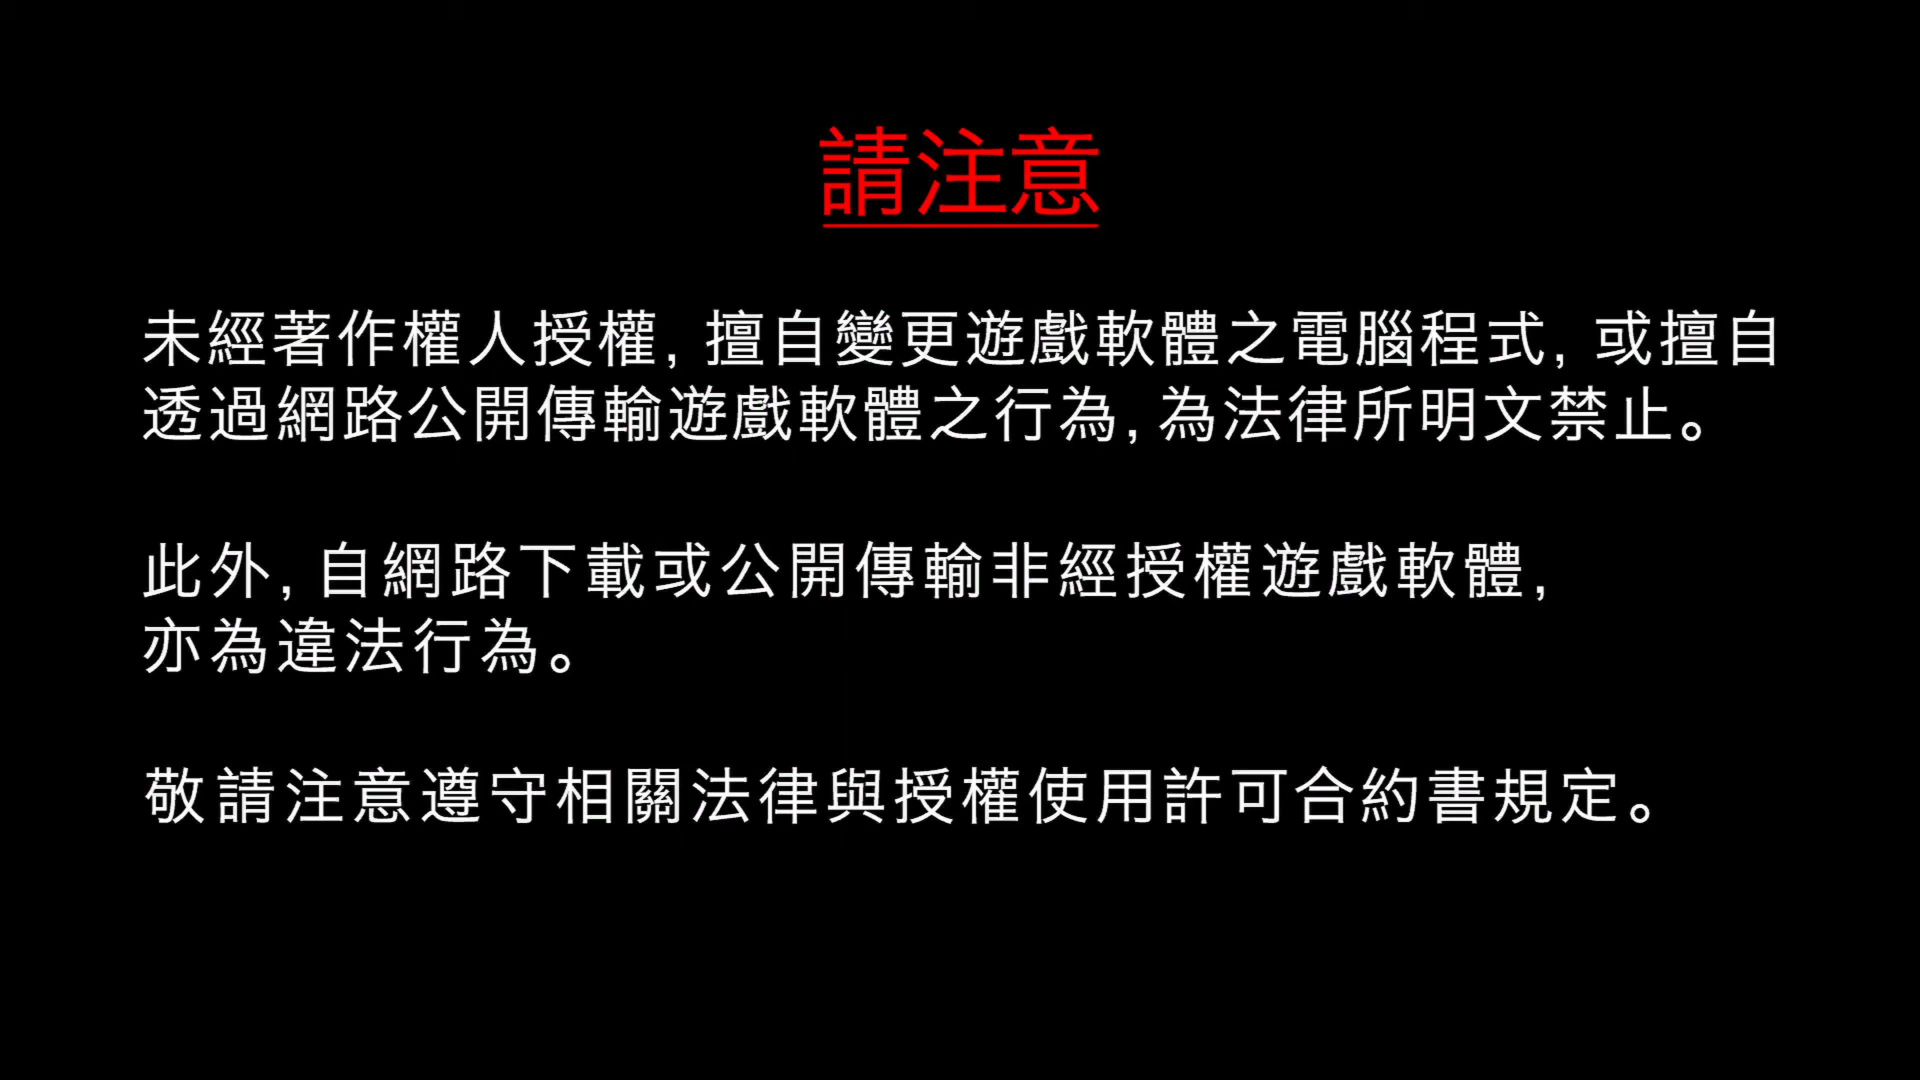 請注意
未經著作權人授權, 擅自變更遊戲軟體之電腦程式, 或擅自
透過網路公開傳輸遊戲軟體之行為, 為法律所明文禁止。
此外, 自網路下載或公開傳輸非經授權遊戲軟體,
亦為違法行為。
敬請注意遵守相關法律與授權使用許可合約書規定。